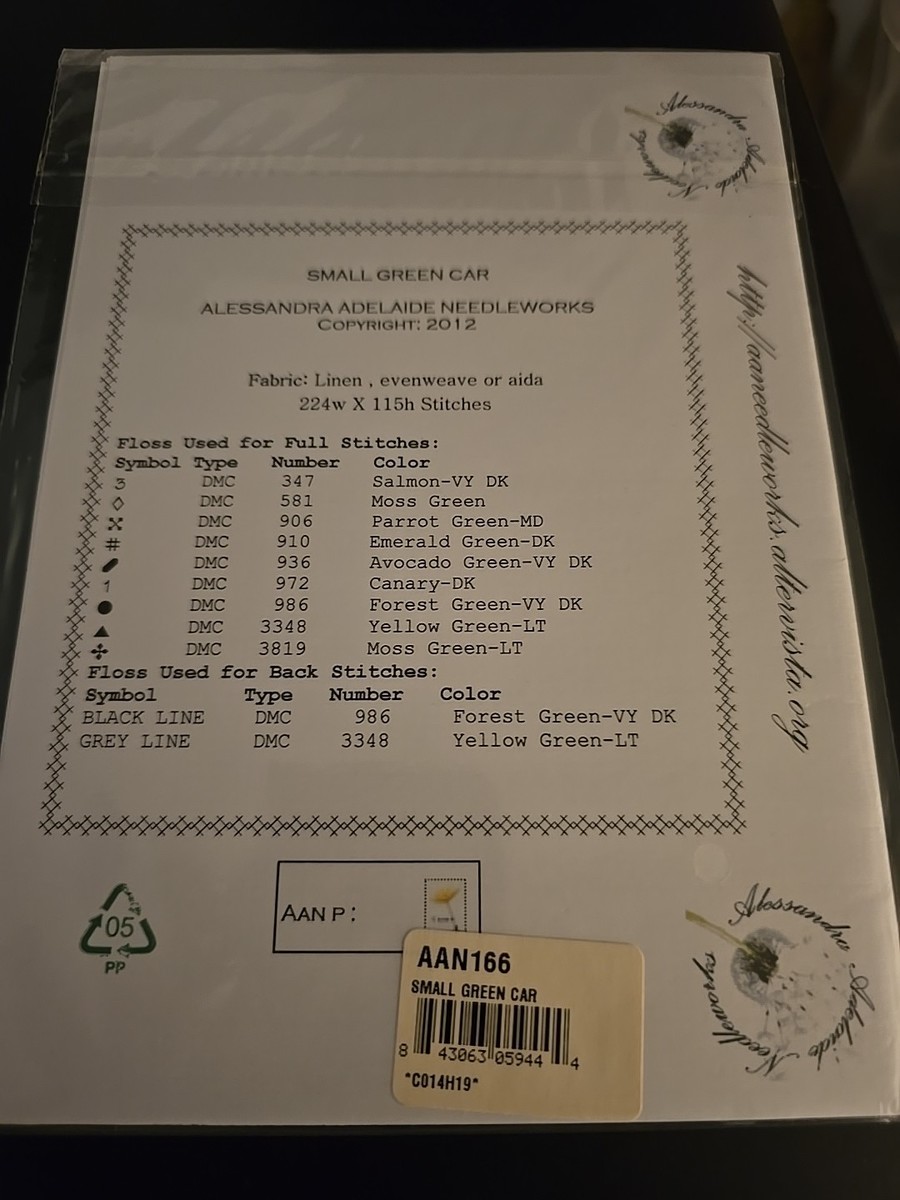 Alessandra Adelaide Needleworks
SMALL GREEN CAR
ALESSANDRA ADELAIDE NEEDLEWORKS
COPYRIGHT: 2012
Fabric: Linen , evenweave or aida
224w X 115h Stitches
Floss Used for Full Stitches:
Symbol Type Number Color
3 DMC 347 Salmon-VY DK
◊ DMC 581 Moss Green
DMC 906 Parrot Green-MD
# DMC 910 Emerald Green-DK
DMC 936 Avocado Green-VY DK
1 DMC 972 Canary-DK
● DMC 986 Forest Green-VY DK
▲ DMC 3348 Yellow Green-LT
✣ DMC 3819 Moss Green-LT
Floss Used for Back Stitches:
Symbol Type Number Color
BLACK LINE DMC 986 Forest Green-VY DK
GREY LINE DMC 3348 Yellow Green-LT
http://aaneedleworks.altervista.org
05
PP
AAN P:
AAN166
SMALL GREEN CAR
8 43063 05944 4
*C014H19*
Alessandra Adelaide Needleworks